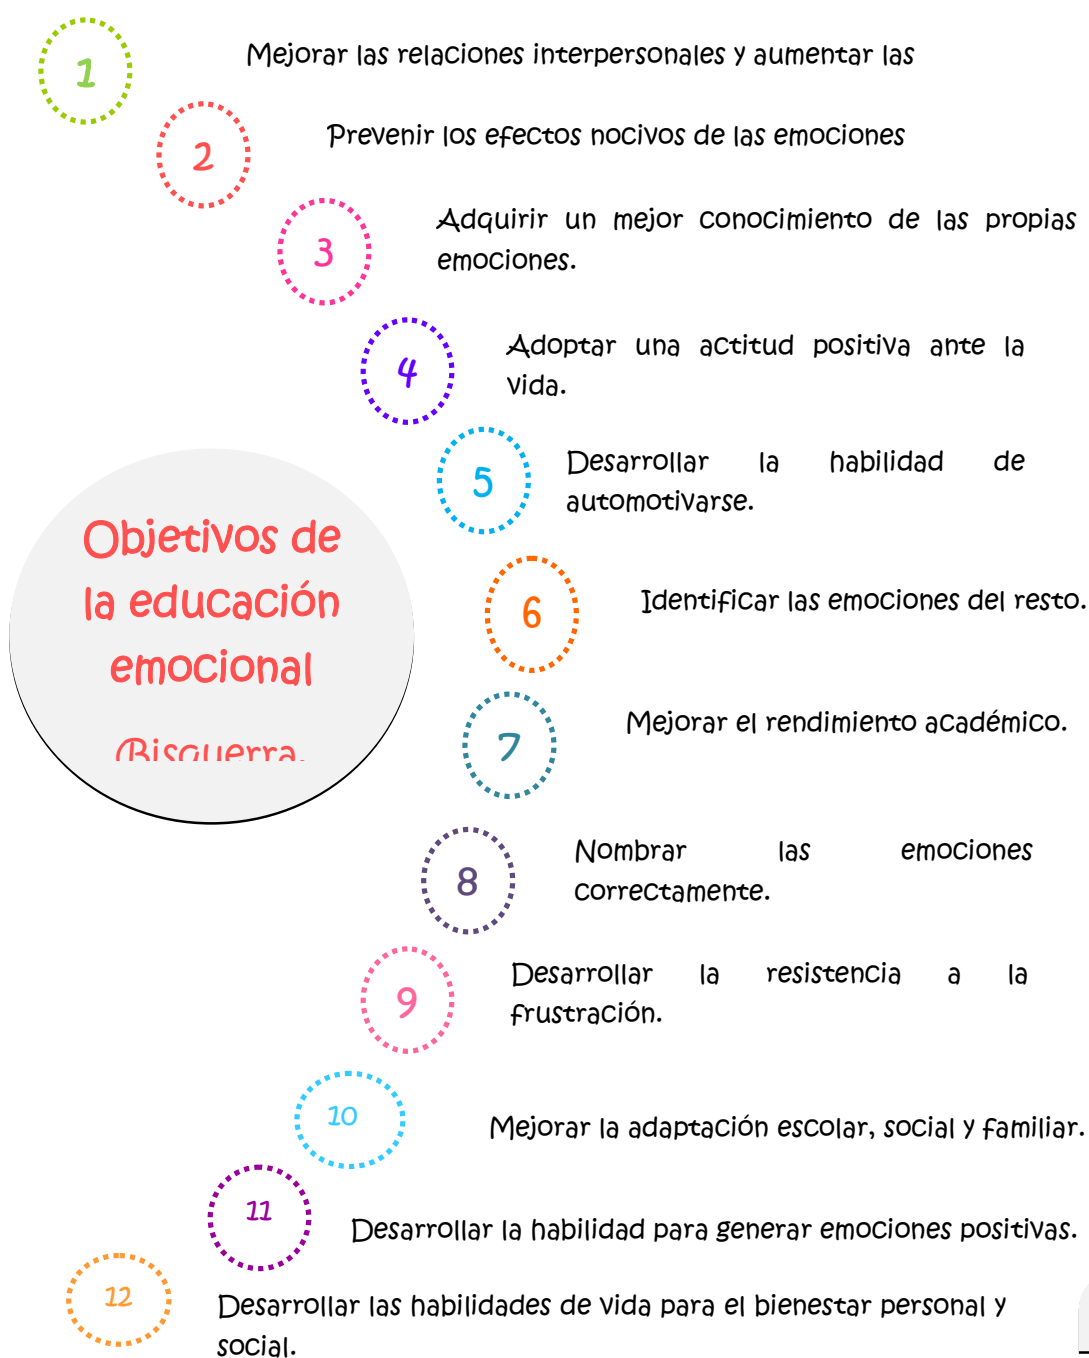 1
Mejorar las relaciones interpersonales y aumentar las
2
Prevenir los efectos nocivos de las emociones
3
Adquirir un mejor conocimiento de las propias
emociones.
4
Adoptar una actitud positiva ante la
vida.
5
Desarrollar la habilidad de
automotivarse.
Objetivos de
la educación
emocional
Bisquerra.
6
Identificar las emociones del resto.
7
Mejorar el rendimiento académico.
8
Nombrar las emociones
correctamente.
9
Desarrollar la resistencia a la
frustración.
10
Mejorar la adaptación escolar, social y familiar.
11
Desarrollar la habilidad para generar emociones positivas.
12
Desarrollar las habilidades de vida para el bienestar personal y
social.